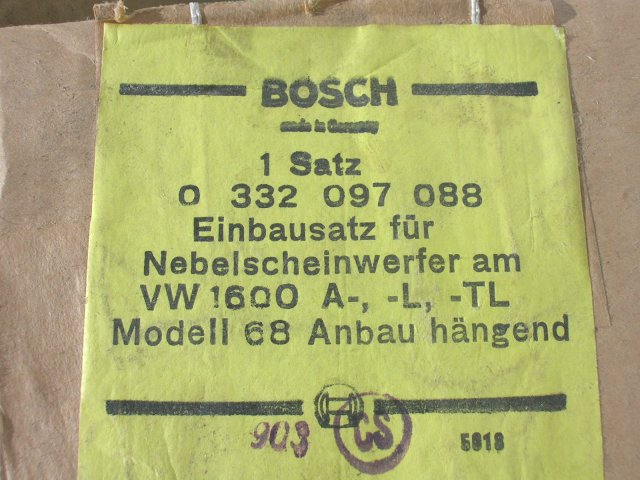 BOSCH
made in Germany
1 Satz
0 332 097 088
Einbausatz für
Nebelscheinwerfer am
VW 1600 A-, -L, -TL
Modell 68 Anbau hängend
903 CS 5918